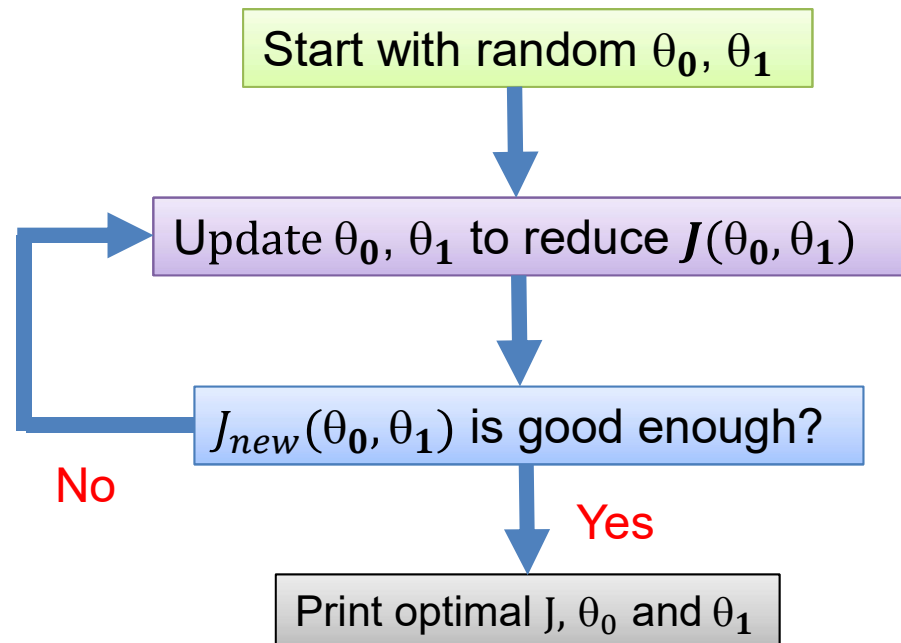 Start with random θ₀, θ₁
Update θ₀, θ₁ to reduce J(θ₀, θ₁)
J_new(θ₀, θ₁) is good enough?
No
Yes
Print optimal J, θ₀ and θ₁